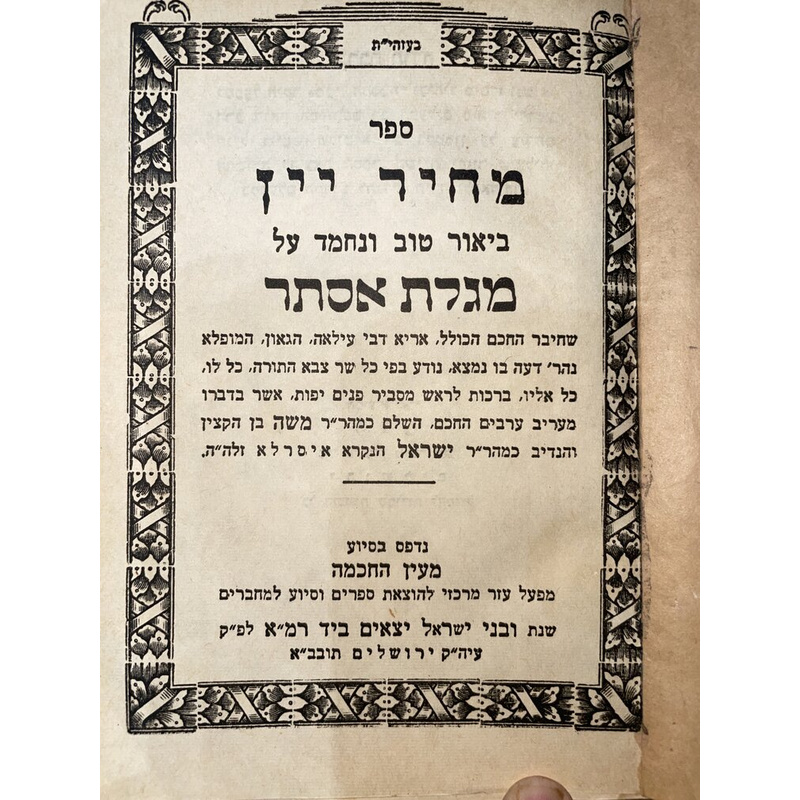 בעזהי״ת
ספר
מחיר יין
ביאור טוב ונחמד על
מגלת אסתר
שחיבר החכם הכולל, אריא דבי עילאה, הגאון, המופלא
נהר׳ דעה בו נמצא, נודע בפי כל שר צבא התורה, כל לו,
כל אליו, ברכות לראש מסביר פנים יפות, אשר בדברו
מעריב ערבים החכם, השלם כמהר״ר משה בן הקצין
והנדיב כמהר״ר ישראל הנקרא איסרלא זלה״ה.
נדפס בסיוע
מעין החכמה
מפעל עזר מרכזי להוצאת ספרים וסיוע למחברים
שנת ובני ישראל יצאים ביד רמ״א לפ״ק
עיה״ק ירושלים תובב״א